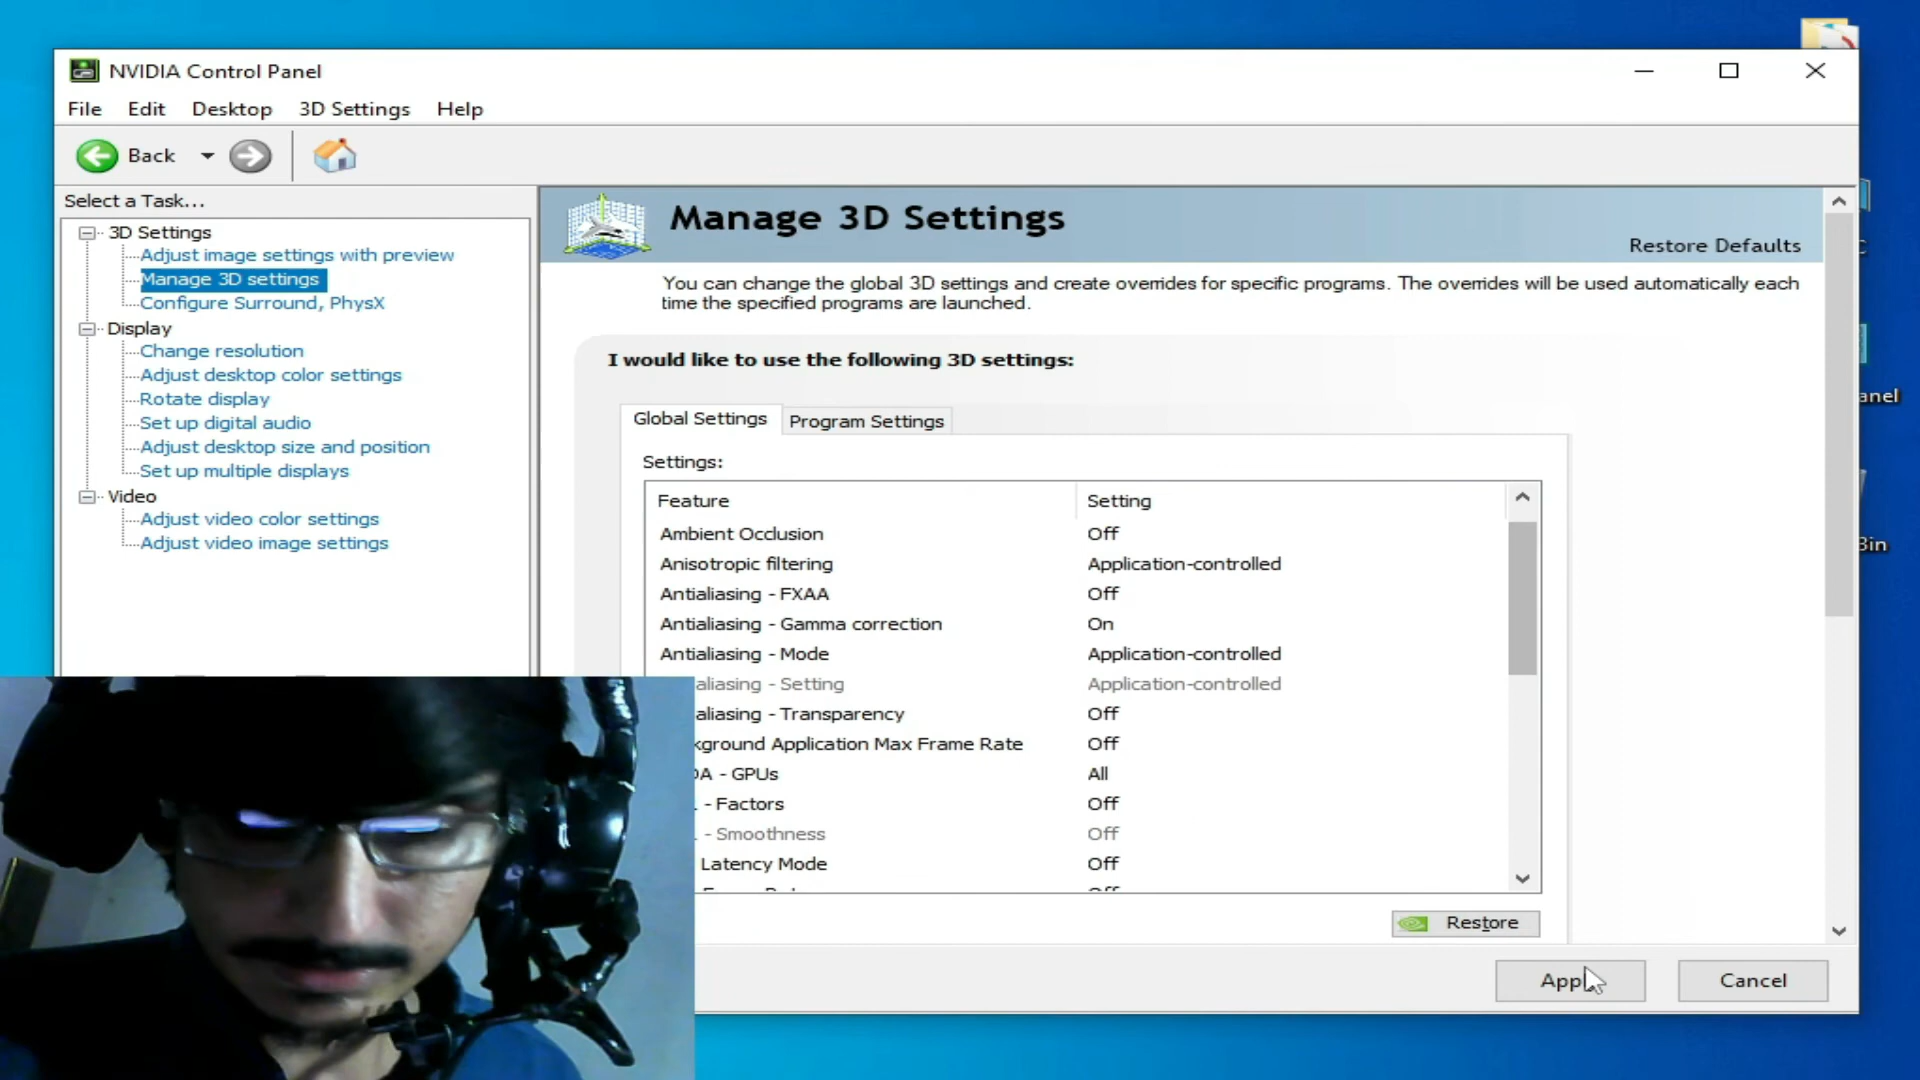 NVIDIA Control Panel
File Edit Desktop 3D Settings Help
Back
Select a Task...
3D Settings
Adjust image settings with preview
Manage 3D settings
Configure Surround, PhysX
Display
Change resolution
Adjust desktop color settings
Rotate display
Set up digital audio
Adjust desktop size and position
Set up multiple displays
Video
Adjust video color settings
Adjust video image settings
Manage 3D Settings
Restore Defaults
You can change the global 3D settings and create overrides for specific programs. The overrides will be used automatically each
time the specified programs are launched.
I would like to use the following 3D settings:
Global Settings Program Settings
Settings:
Feature Setting
Ambient Occlusion Off
Anisotropic filtering Application-controlled
Antialiasing - FXAA Off
Antialiasing - Gamma correction On
Antialiasing - Mode Application-controlled
aliasing - Setting Application-controlled
aliasing - Transparency Off
kground Application Max Frame Rate Off
DA - GPUs All
- Factors Off
- Smoothness Off
Latency Mode Off
Restore
Apply Cancel
anel
Bin